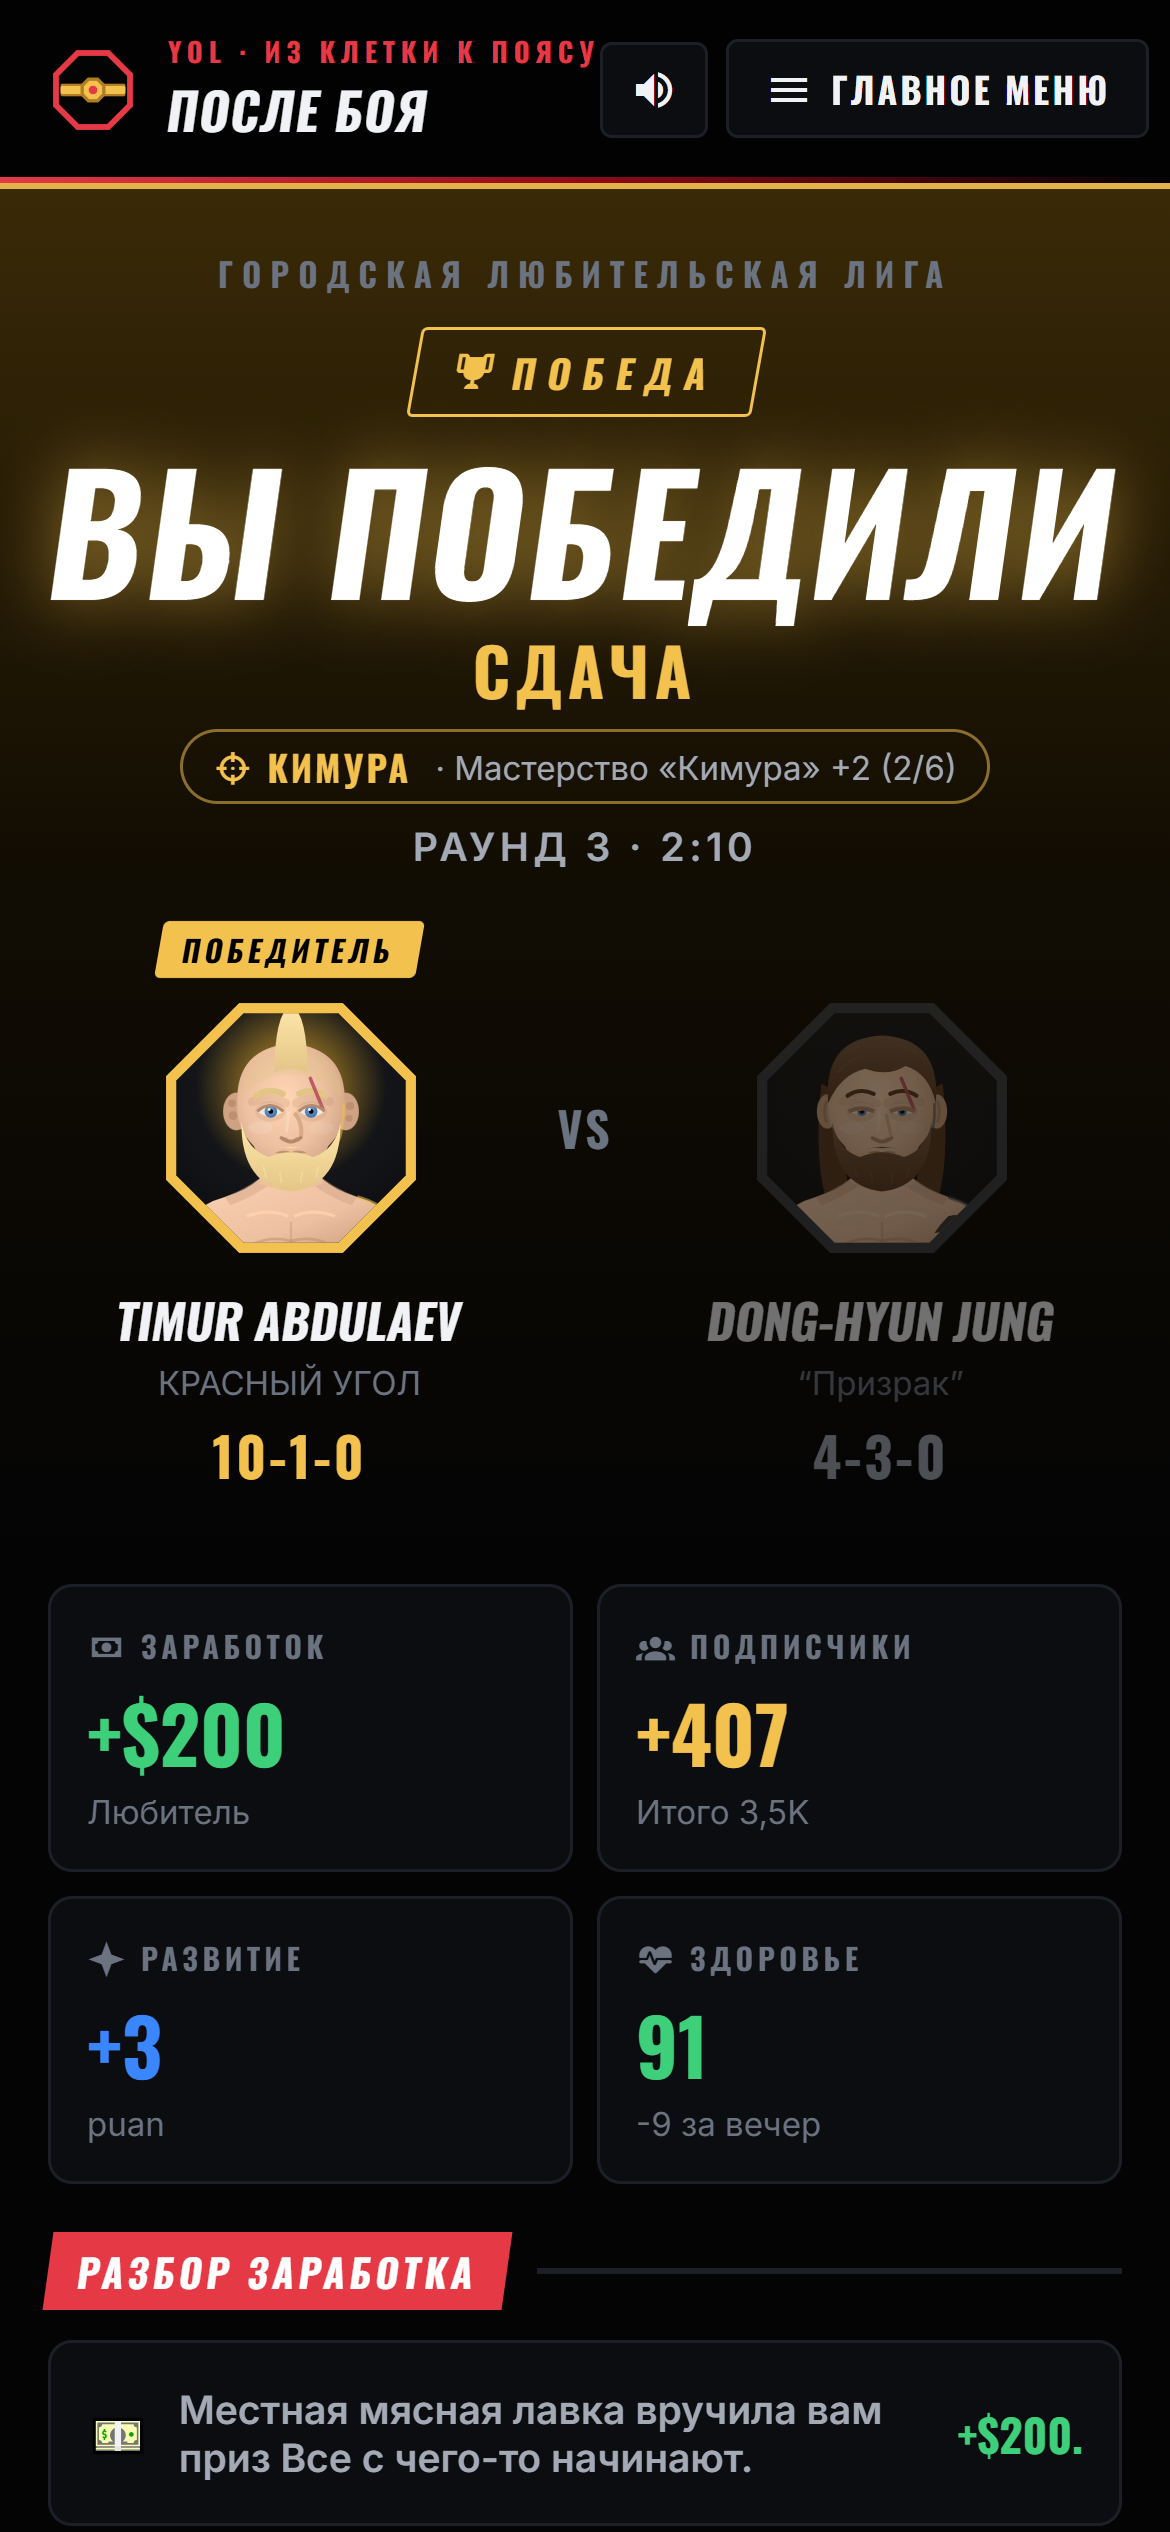 YOL · ИЗ КЛЕТКИ К ПОЯСУ
ПОСЛЕ БОЯ
ГЛАВНОЕ МЕНЮ
ГОРОДСКАЯ ЛЮБИТЕЛЬСКАЯ ЛИГА
ПОБЕДА
ВЫ ПОБЕДИЛИ
СДАЧА
КИМУРА · Мастерство «Кимура» +2 (2/6)
РАУНД 3 · 2:10
ПОБЕДИТЕЛЬ
VS
TIMUR ABDULAEV
КРАСНЫЙ УГОЛ
10-1-0
DONG-HYUN JUNG
“Призрак”
4-3-0
ЗАРАБОТОК
+$200
Любитель
ПОДПИСЧИКИ
+407
Итого 3,5K
РАЗВИТИЕ
+3
puan
ЗДОРОВЬЕ
91
-9 за вечер
РАЗБОР ЗАРАБОТКА
Местная мясная лавка вручила вам
приз Все с чего-то начинают.
+$200.